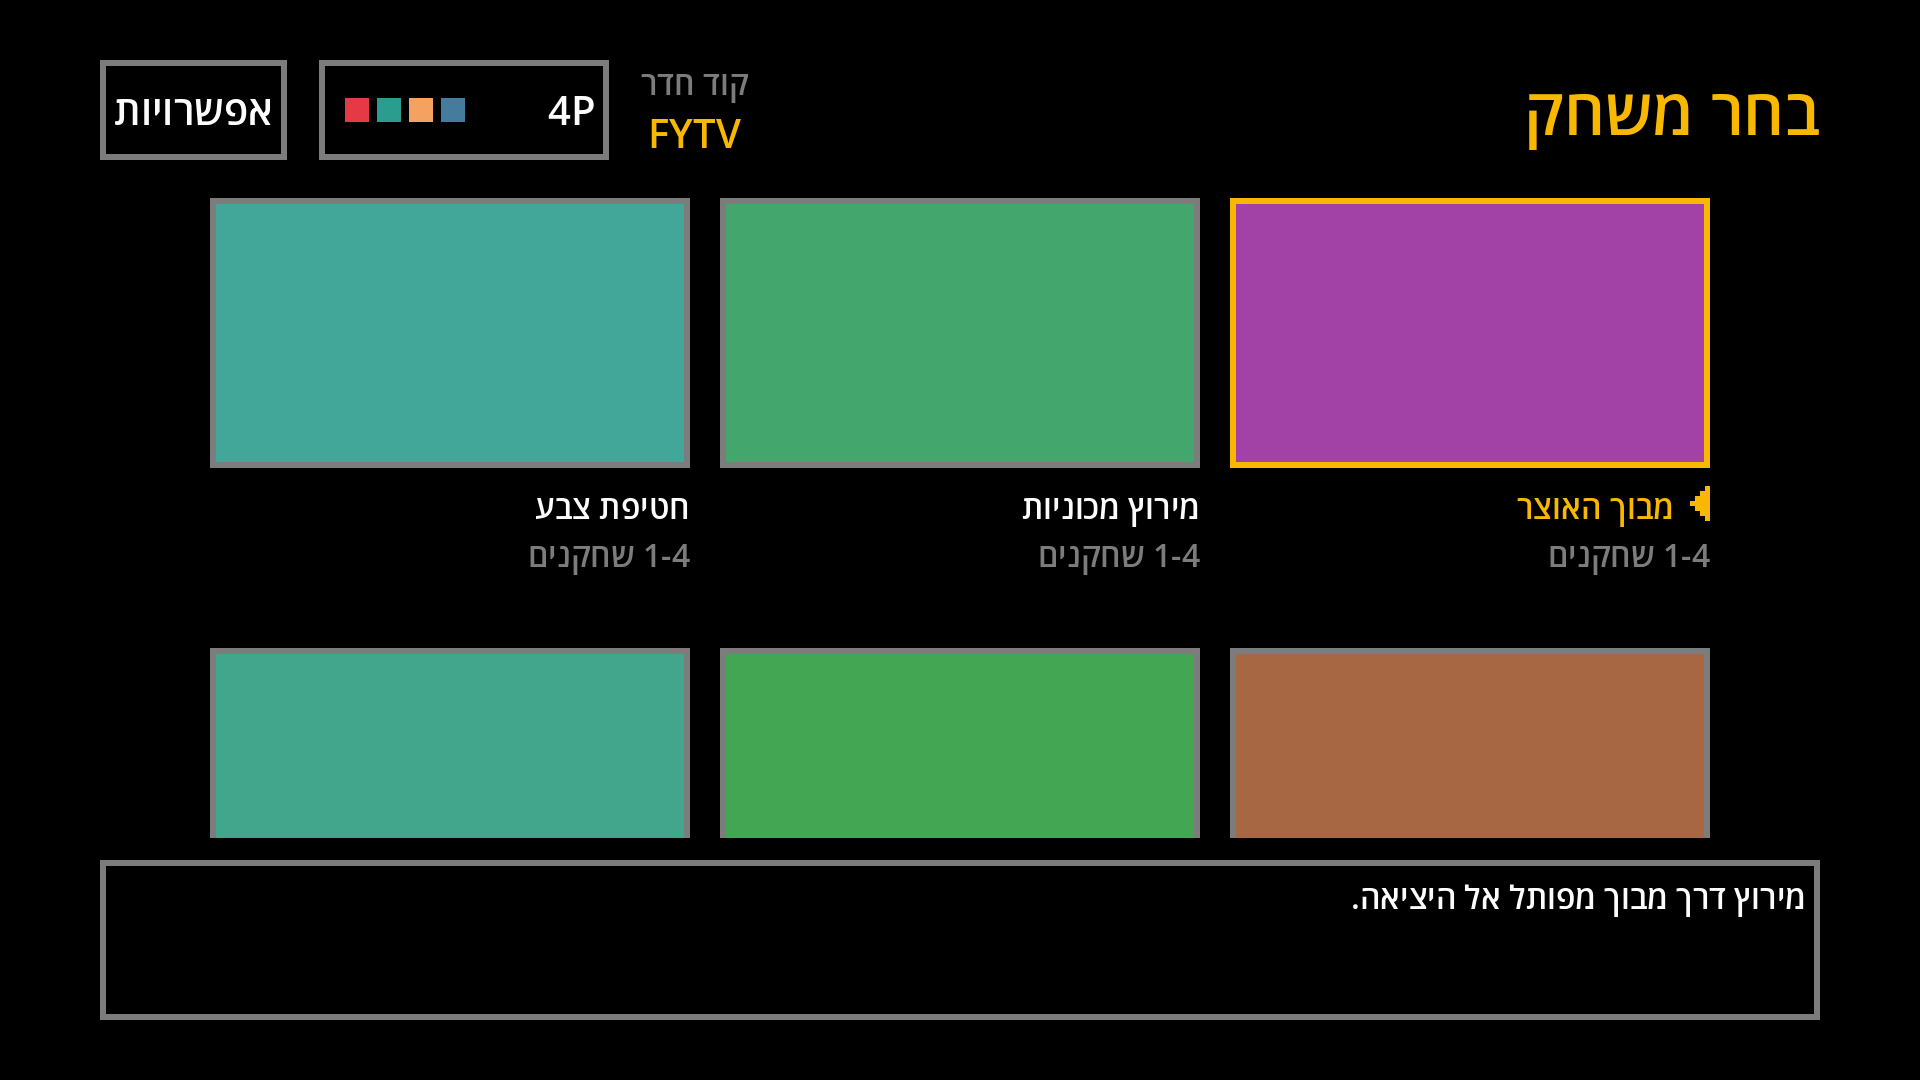 בחר משחק
קוד חדר
FYTV
4P
אפשרויות
מבוך האוצר
1-4 שחקנים
מירוץ מכוניות
1-4 שחקנים
חטיפת צבע
1-4 שחקנים
מירוץ דרך מבוך מפותל אל היציאה.